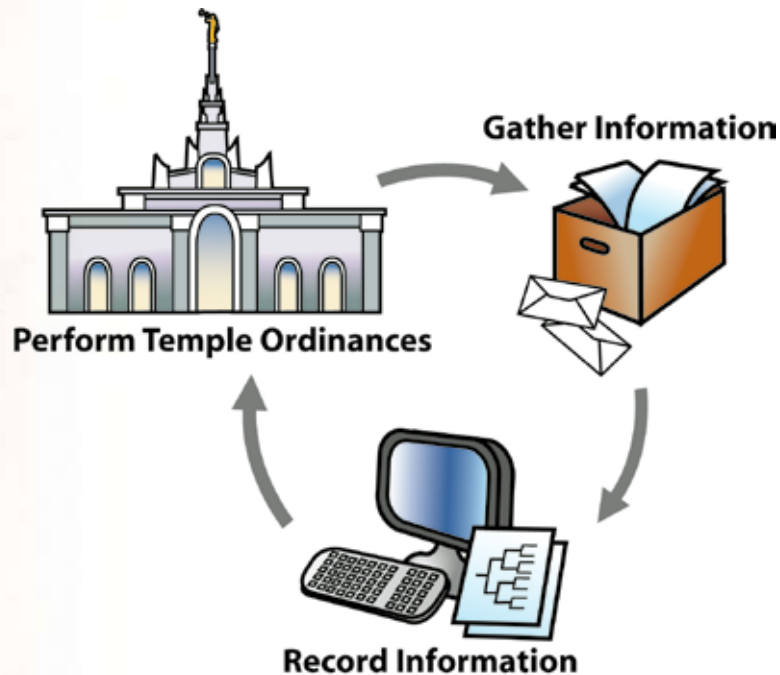 Gather Information
Perform Temple Ordinances
Record Information